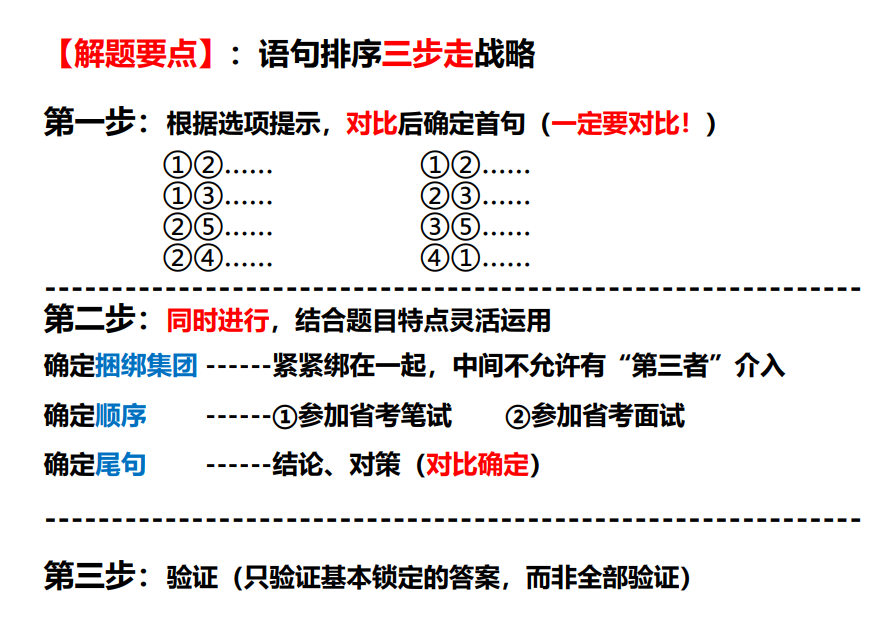 【解题要点】：语句排序三步走战略
第一步：根据选项提示，对比后确定首句（一定要对比！）
①②…… ①②……
①③…… ②③……
②⑤…… ③⑤……
②④…… ④①……
第二步：同时进行，结合题目特点灵活运用
确定捆绑集团 ------紧紧绑在一起，中间不允许有“第三者”介入
确定顺序 ------①参加省考笔试 ②参加省考面试
确定尾句 ------结论、对策（对比确定）
第三步：验证（只验证基本锁定的答案，而非全部验证）